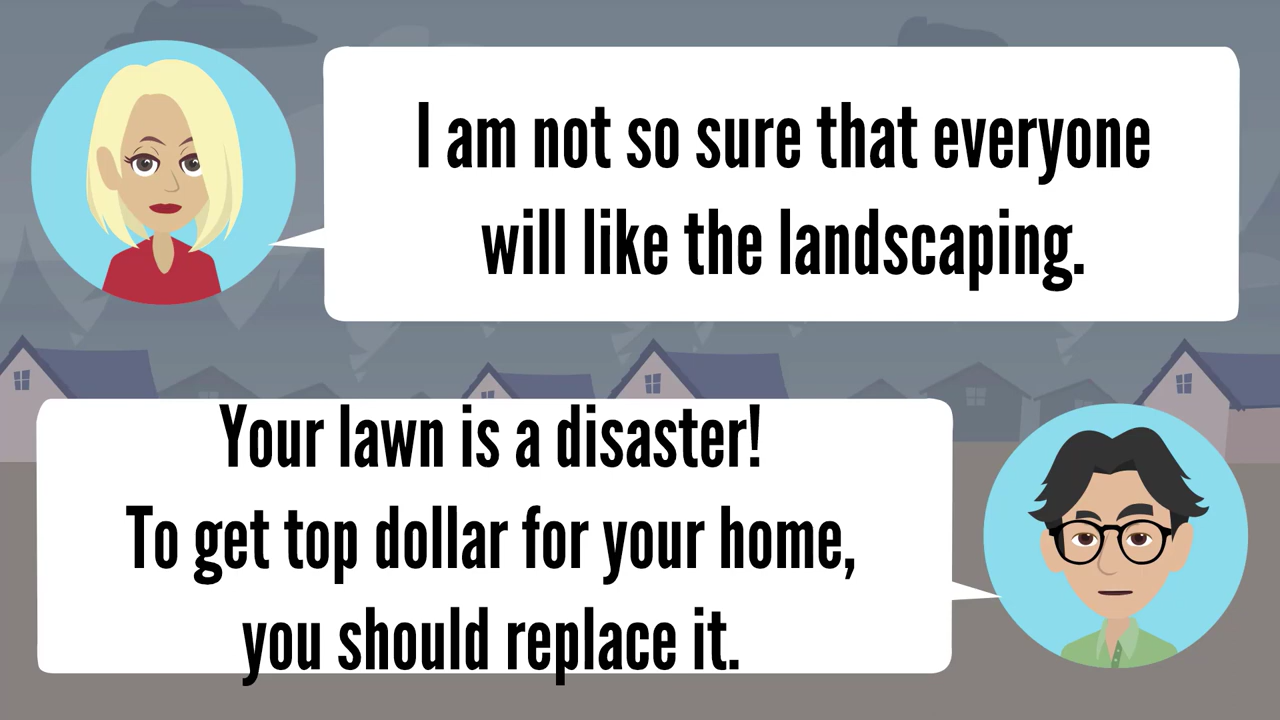 I am not so sure that everyone
will like the landscaping.
Your lawn is a disaster!
To get top dollar for your home,
you should replace it.